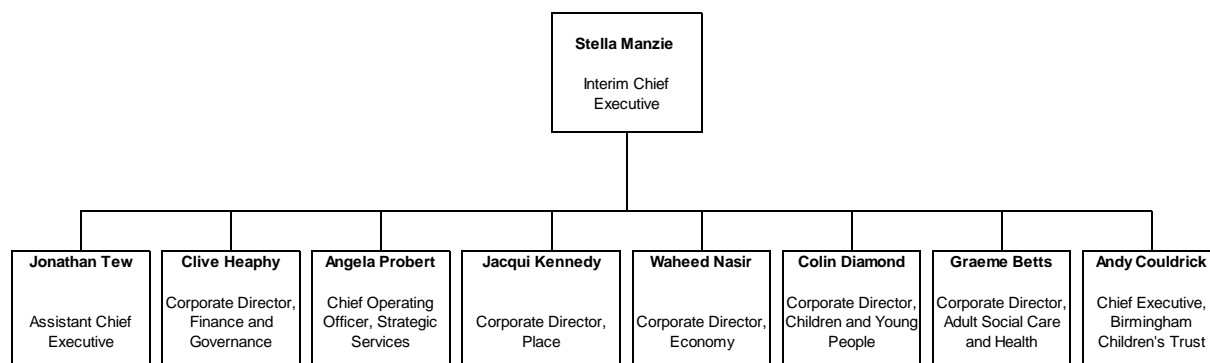 Stella Manzie
Interim Chief
Executive
Jonathan Tew
Assistant Chief
Executive
Clive Heaphy
Corporate Director,
Finance and
Governance
Angela Probert
Chief Operating
Officer, Strategic
Services
Jacqui Kennedy
Corporate Director,
Place
Waheed Nasir
Corporate Director,
Economy
Colin Diamond
Corporate Director,
Children and Young
People
Graeme Betts
Corporate Director,
Adult Social Care
and Health
Andy Couldrick
Chief Executive,
Birmingham
Children's Trust